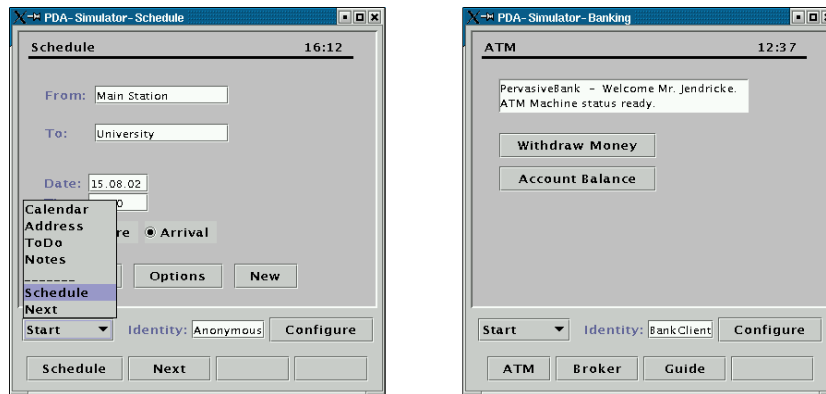 PDA-Simulator-Schedule
Schedule 16:12
From: Main Station
To: University
Date: 15.08.02
0
re Arrival
Options New
Calendar
Address
ToDo
Notes
-------
Schedule
Next
Start Identity: Anonymous Configure
Schedule Next
PDA-Simulator-Banking
ATM 12:37
PervasiveBank - Welcome Mr. Jendricke.
ATM Machine status ready.
Withdraw Money
Account Balance
Start Identity: BankClient Configure
ATM Broker Guide